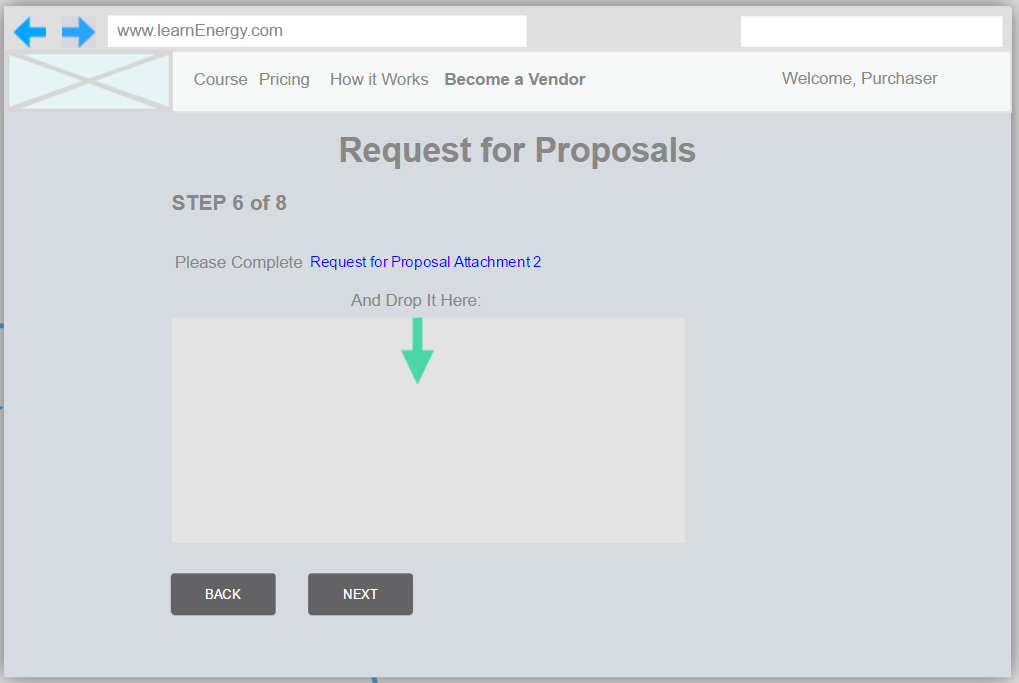 www.learnEnergy.com
Course Pricing How it Works Become a Vendor Welcome, Purchaser
Request for Proposals
STEP 6 of 8
Please Complete Request for Proposal Attachment 2
And Drop It Here:
BACK NEXT